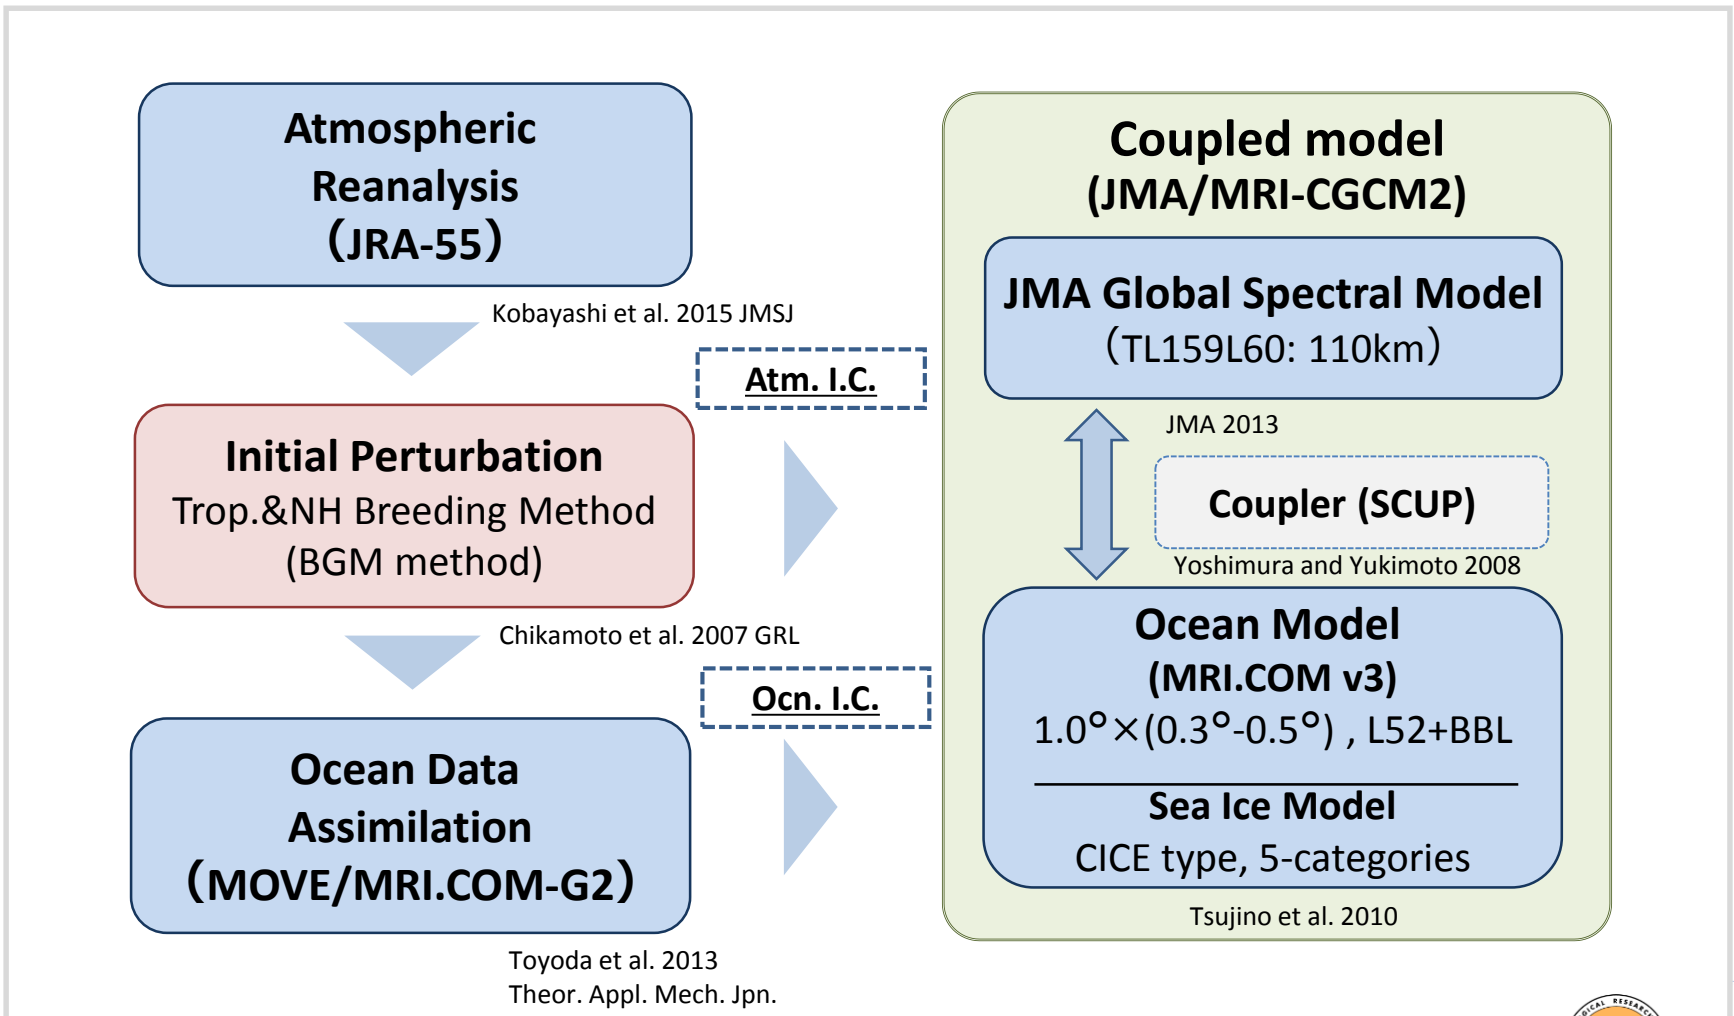 Atmospheric
Reanalysis
(JRA-55)
Kobayashi et al. 2015 JMSJ
Atm. I.C.
Initial Perturbation
Trop.&NH Breeding Method
(BGM method)
Chikamoto et al. 2007 GRL
Ocn. I.C.
Ocean Data
Assimilation
(MOVE/MRI.COM-G2)
Toyoda et al. 2013
Theor. Appl. Mech. Jpn.
Coupled model
(JMA/MRI-CGCM2)
JMA Global Spectral Model
(TL159L60: 110km)
JMA 2013
Coupler (SCUP)
Yoshimura and Yukimoto 2008
Ocean Model
(MRI.COM v3)
1.0°×(0.3°-0.5°) , L52+BBL
Sea Ice Model
CICE type, 5-categories
Tsujino et al. 2010